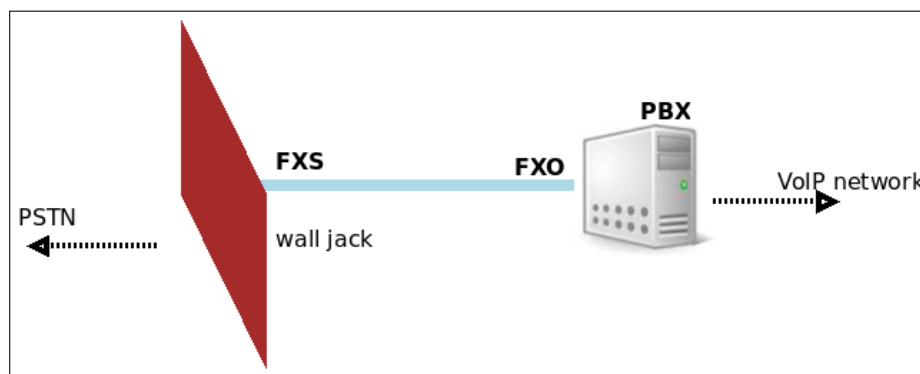 PBX
FXS
FXO
VoIP network
PSTN
wall jack